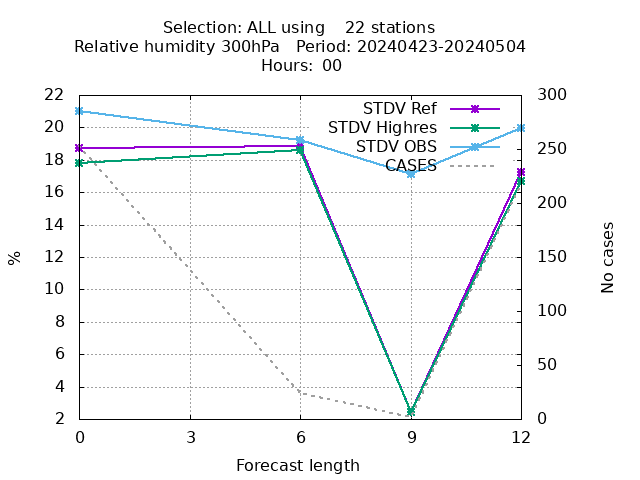 Selection: ALL using    22 stations
Relative humidity 300hPa   Period: 20240423-20240504
Hours: 00
STDV Ref
STDV Highres
STDV OBS
CASES
22
20
18
16
14
12
10
8
6
4
2
%
300
250
200
150
100
50
0
No cases
0 3 6 9 12
Forecast length